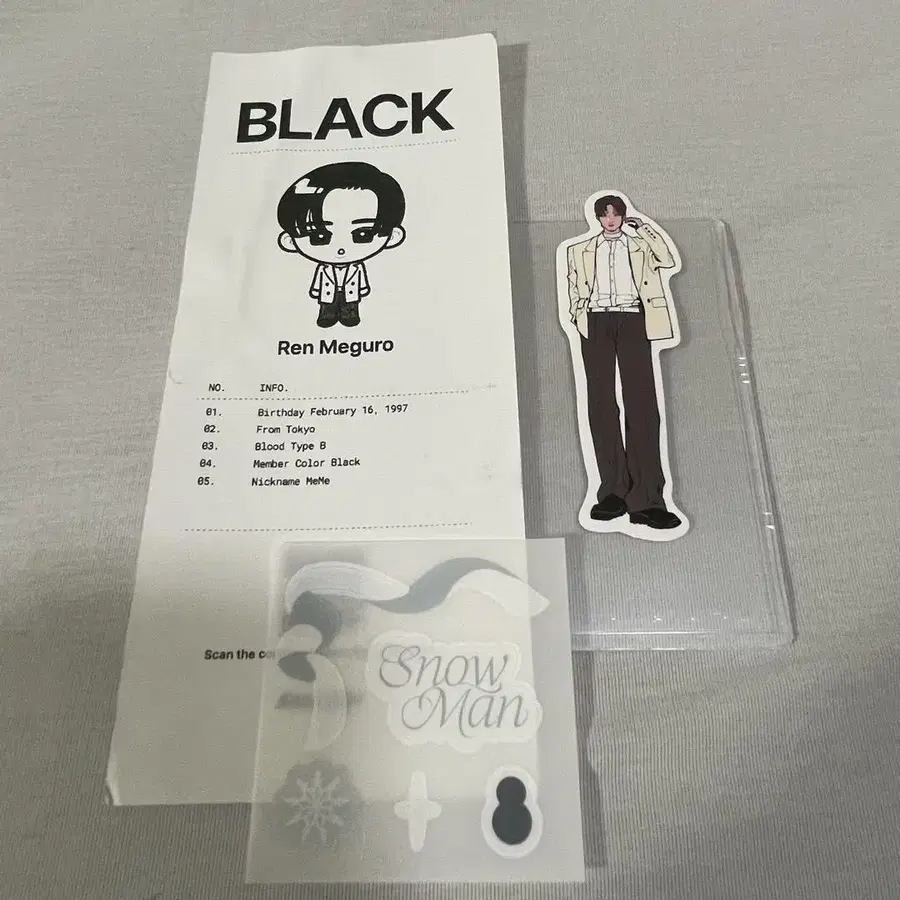 BLACK
Ren Meguro
NO. INFO.
01. Birthday February 16, 1997
02. From Tokyo
03. Blood Type B
04. Member Color Black
05. Nickname MeMe
Scan the
Snow
Man